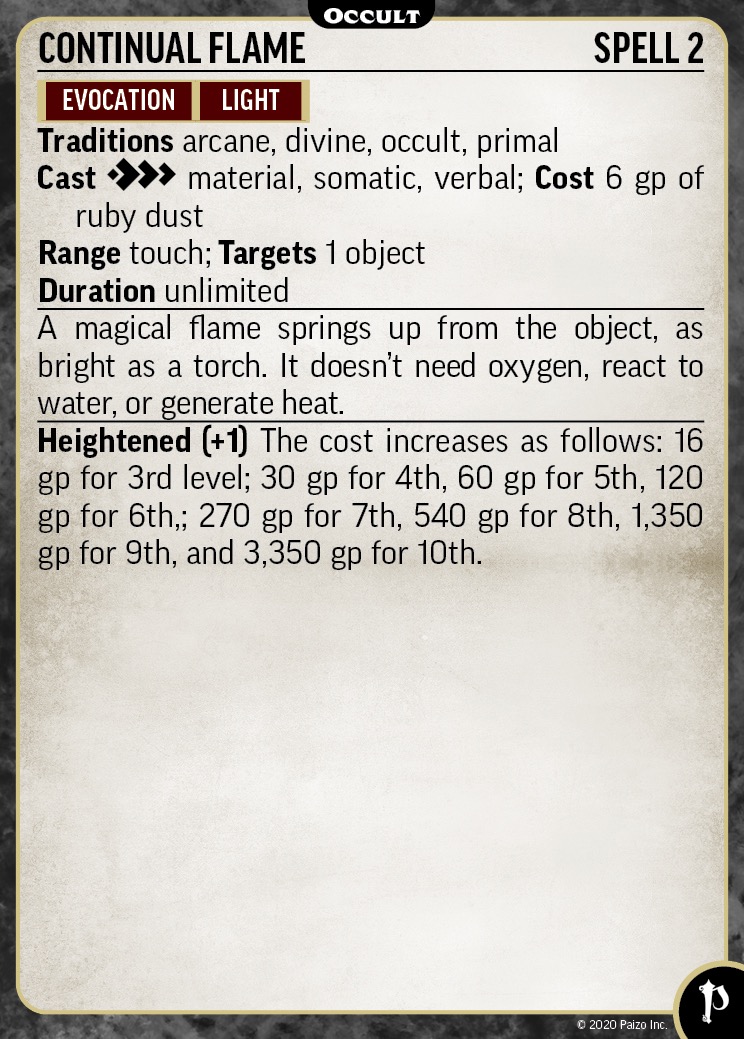 OCCULT
CONTINUAL FLAME SPELL 2
EVOCATION LIGHT
Traditions arcane, divine, occult, primal
Cast material, somatic, verbal; Cost 6 gp of
ruby dust
Range touch; Targets 1 object
Duration unlimited
A magical flame springs up from the object, as
bright as a torch. It doesn't need oxygen, react to
water, or generate heat.
Heightened (+1) The cost increases as follows: 16
gp for 3rd level; 30 gp for 4th, 60 gp for 5th, 120
gp for 6th,; 270 gp for 7th, 540 gp for 8th, 1,350
gp for 9th, and 3,350 gp for 10th.
© 2020 Paizo Inc.
p